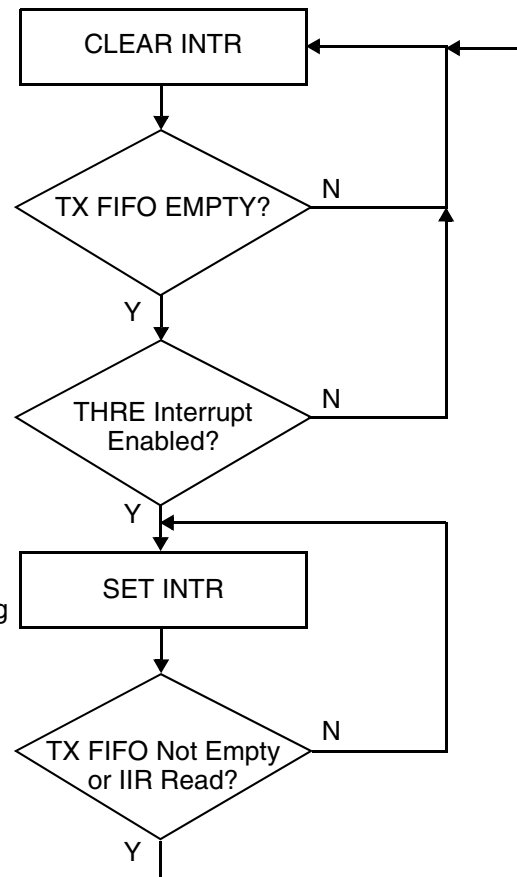 CLEAR INTR
TX FIFO EMPTY?
N
Y
THRE Interrupt
Enabled?
N
Y
SET INTR
g
TX FIFO Not Empty
or IIR Read?
N
Y